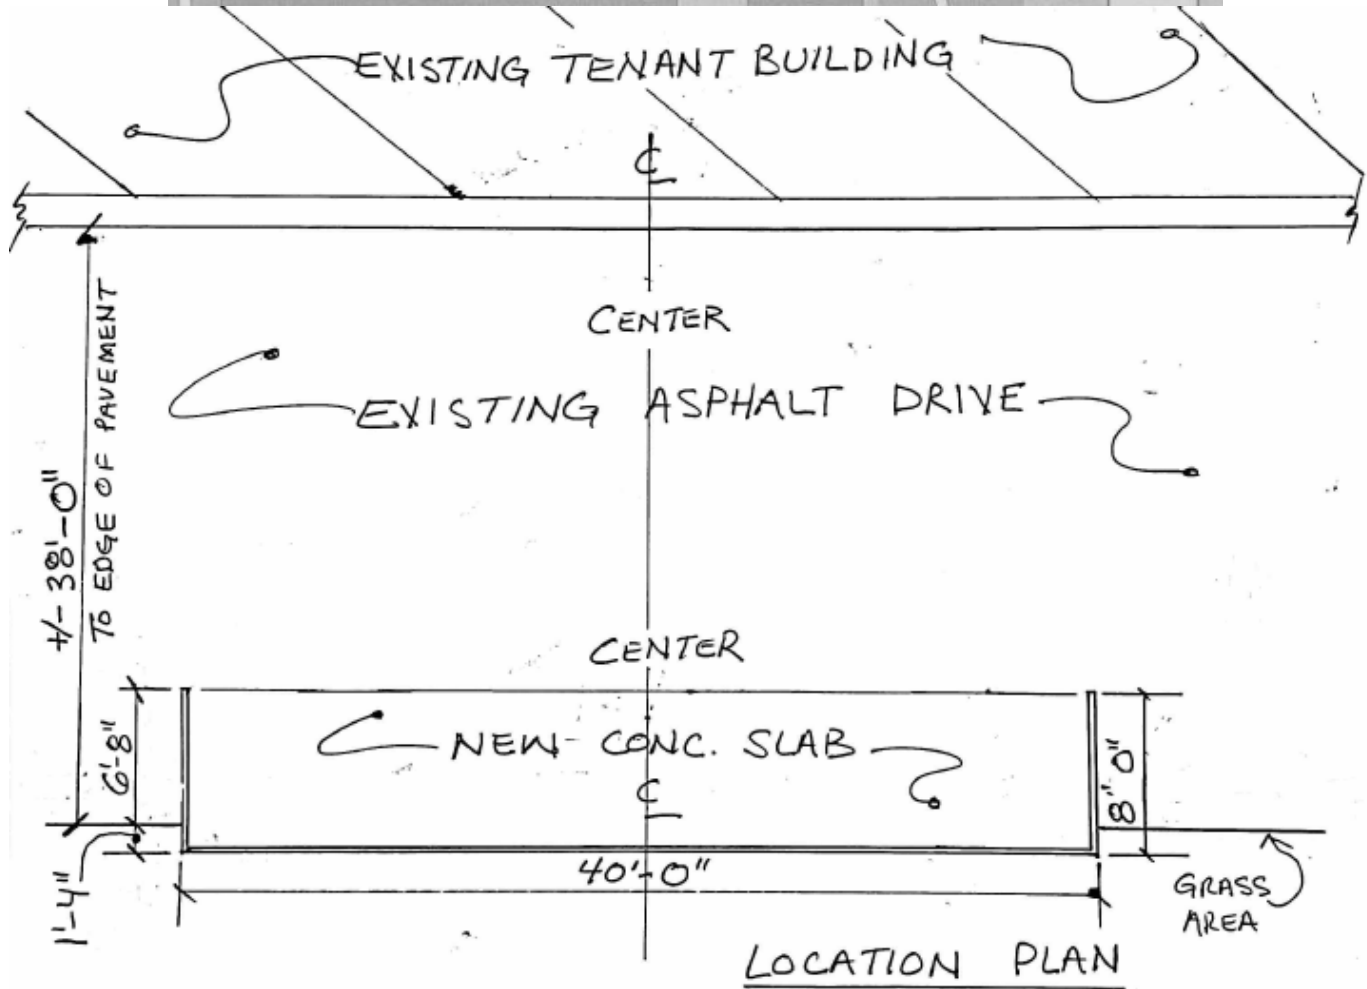 EXISTING TENANT BUILDING
℄
CENTER
EXISTING ASPHALT DRIVE
+/- 38'-0"
TO EDGE OF PAVEMENT
CENTER
NEW CONC. SLAB
℄
6'-8"
8" 0"
1'-4"
40'-0"
GRASS
AREA
LOCATION PLAN